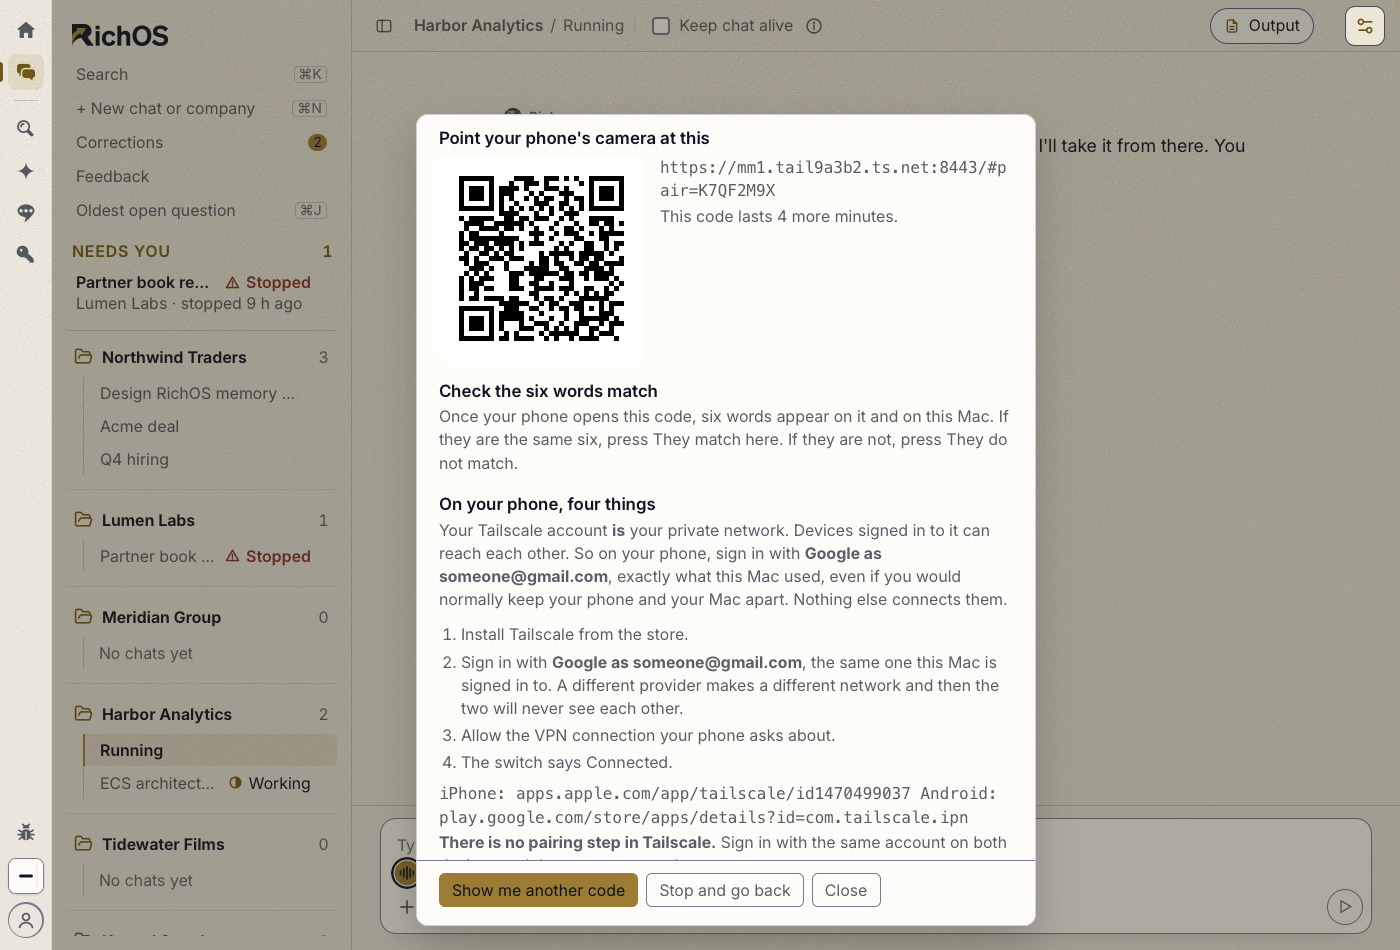 RichOS
Search ⌘K
+ New chat or company ⌘N
Corrections 2
Feedback
Oldest open question ⌘J
NEEDS YOU 1
Partner book re... Stopped
Lumen Labs · stopped 9 h ago
Northwind Traders 3
Design RichOS memory ...
Acme deal
Q4 hiring
Lumen Labs 1
Partner book ... Stopped
Meridian Group 0
No chats yet
Harbor Analytics 2
Running
ECS architect... Working
Tidewater Films 0
No chats yet
Harbor Analytics / Running Keep chat alive Output
I'll take it from there. You
Point your phone's camera at this
https://mm1.tail9a3b2.ts.net:8443/#p
air=K7QF2M9X
This code lasts 4 more minutes.
Check the six words match
Once your phone opens this code, six words appear on it and on this Mac. If
they are the same six, press They match here. If they are not, press They do
not match.
On your phone, four things
Your Tailscale account is your private network. Devices signed in to it can
reach each other. So on your phone, sign in with Google as
someone@gmail.com, exactly what this Mac used, even if you would
normally keep your phone and your Mac apart. Nothing else connects them.
1. Install Tailscale from the store.
2. Sign in with Google as someone@gmail.com, the same one this Mac is
signed in to. A different provider makes a different network and then the
two will never see each other.
3. Allow the VPN connection your phone asks about.
4. The switch says Connected.
iPhone: apps.apple.com/app/tailscale/id1470499037 Android:
play.google.com/store/apps/details?id=com.tailscale.ipn
There is no pairing step in Tailscale. Sign in with the same account on both
Ty
Show me another code Stop and go back Close